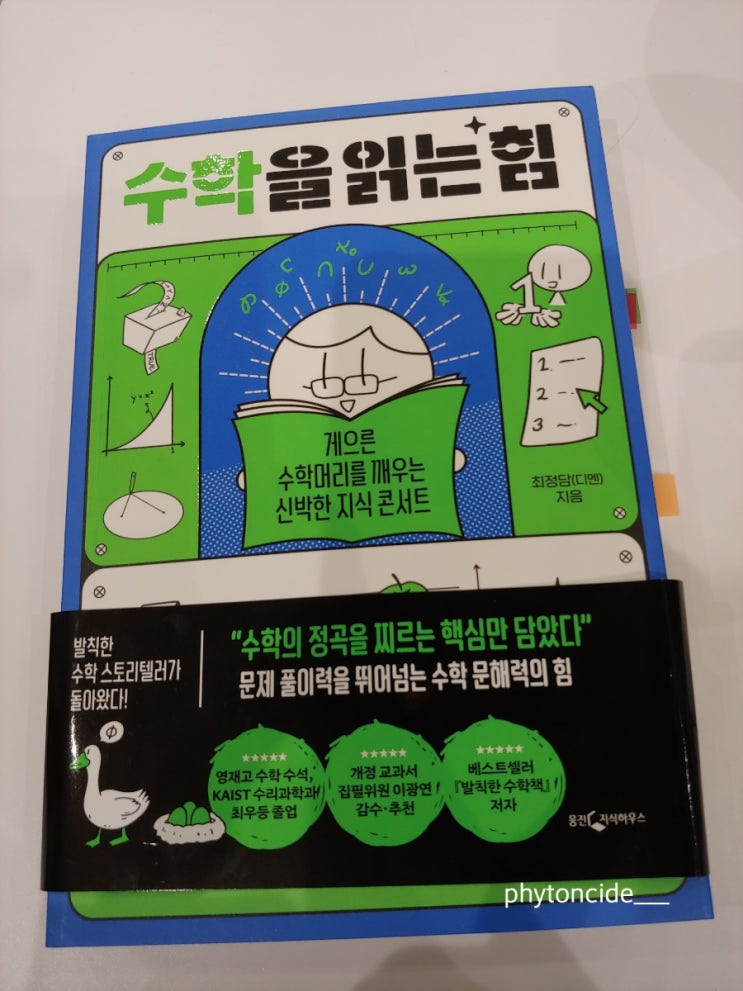 수학을 읽는 힘
y=x²
TRUE
1
1.
2
3
게으른
수학머리를 깨우는
신박한 지식 콘서트
최정담(디멘)
지음
발칙한
수학 스토리텔러가
돌아왔다!
“수학의 정곡을 찌르는 핵심만 담았다”
문제 풀이력을 뛰어넘는 수학 문해력의 힘
★★★★★
영재고 수학 수석,
KAIST 수리과학과
최우등 졸업
★★★★★
개정 교과서
집필위원 이광연
감수·추천
★★★★★
베스트셀러
『발칙한 수학책』
저자
웅진 지식하우스
phytoncide___